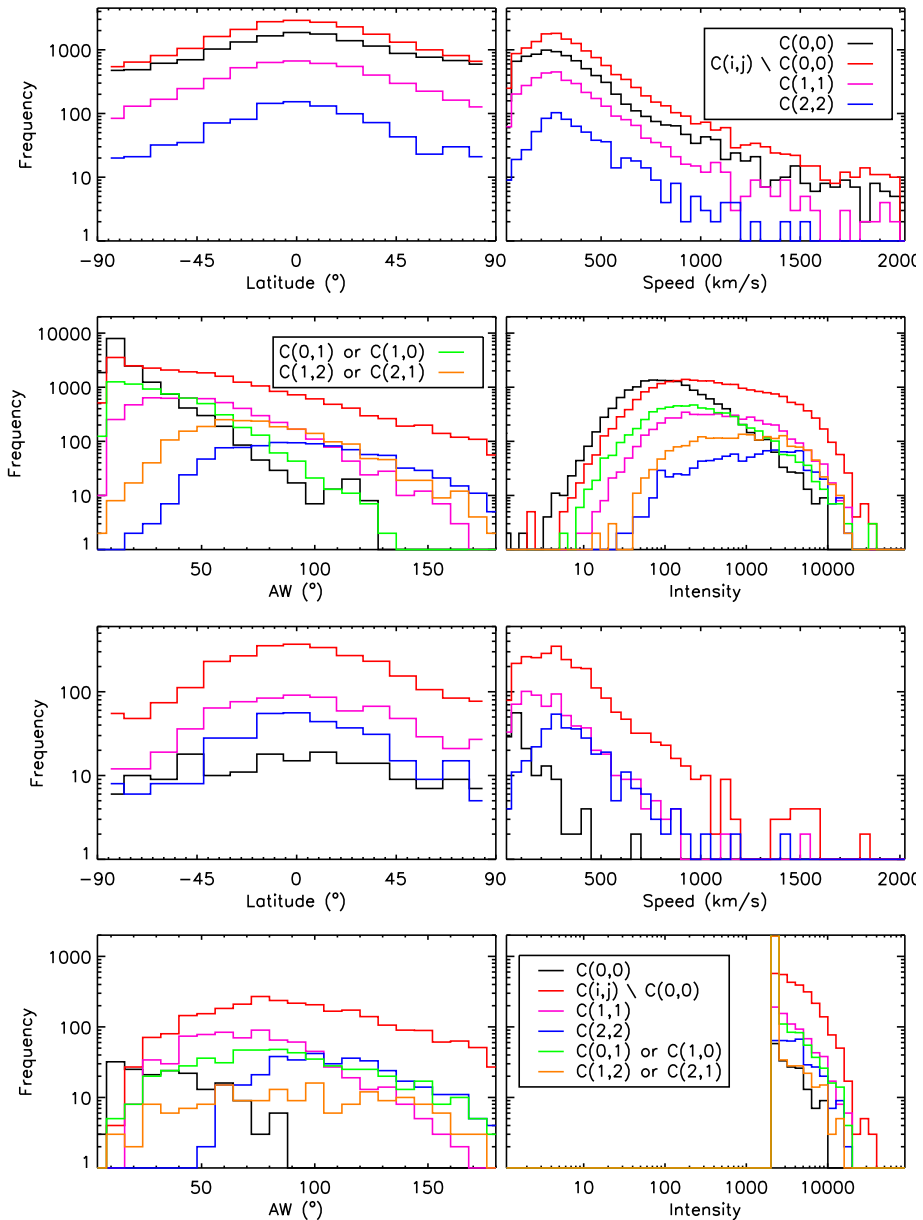 1000
100
10
1
Frequency
−90
−45
0
45
90
Latitude (°)
500
1000
1500
2000
Speed (km/s)
C(0,0)
C(i,j) \ C(0,0)
C(1,1)
C(2,2)
10000
1000
100
10
1
Frequency
50
100
150
AW (°)
C(0,1) or C(1,0)
C(1,2) or C(2,1)
10
100
1000
10000
Intensity
100
10
1
Frequency
−90
−45
0
45
90
Latitude (°)
500
1000
1500
2000
Speed (km/s)
1000
100
10
1
Frequency
50
100
150
AW (°)
C(0,0)
C(i,j) \ C(0,0)
C(1,1)
C(2,2)
C(0,1) or C(1,0)
C(1,2) or C(2,1)
10
100
1000
10000
Intensity